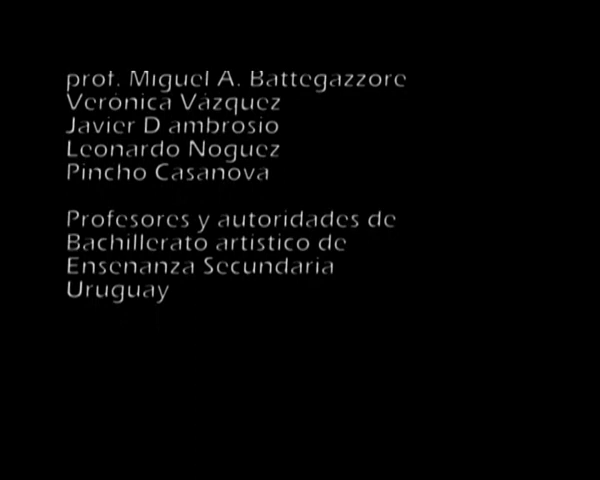 prof. Miguel A. Battegazzore
Verónica Vázquez
Javier D ambrosio
Leonardo Noguez
Pincho Casanova
Profesores y autoridades de
Bachillerato artistico de
Ensenanza Secundaria
Uruguay